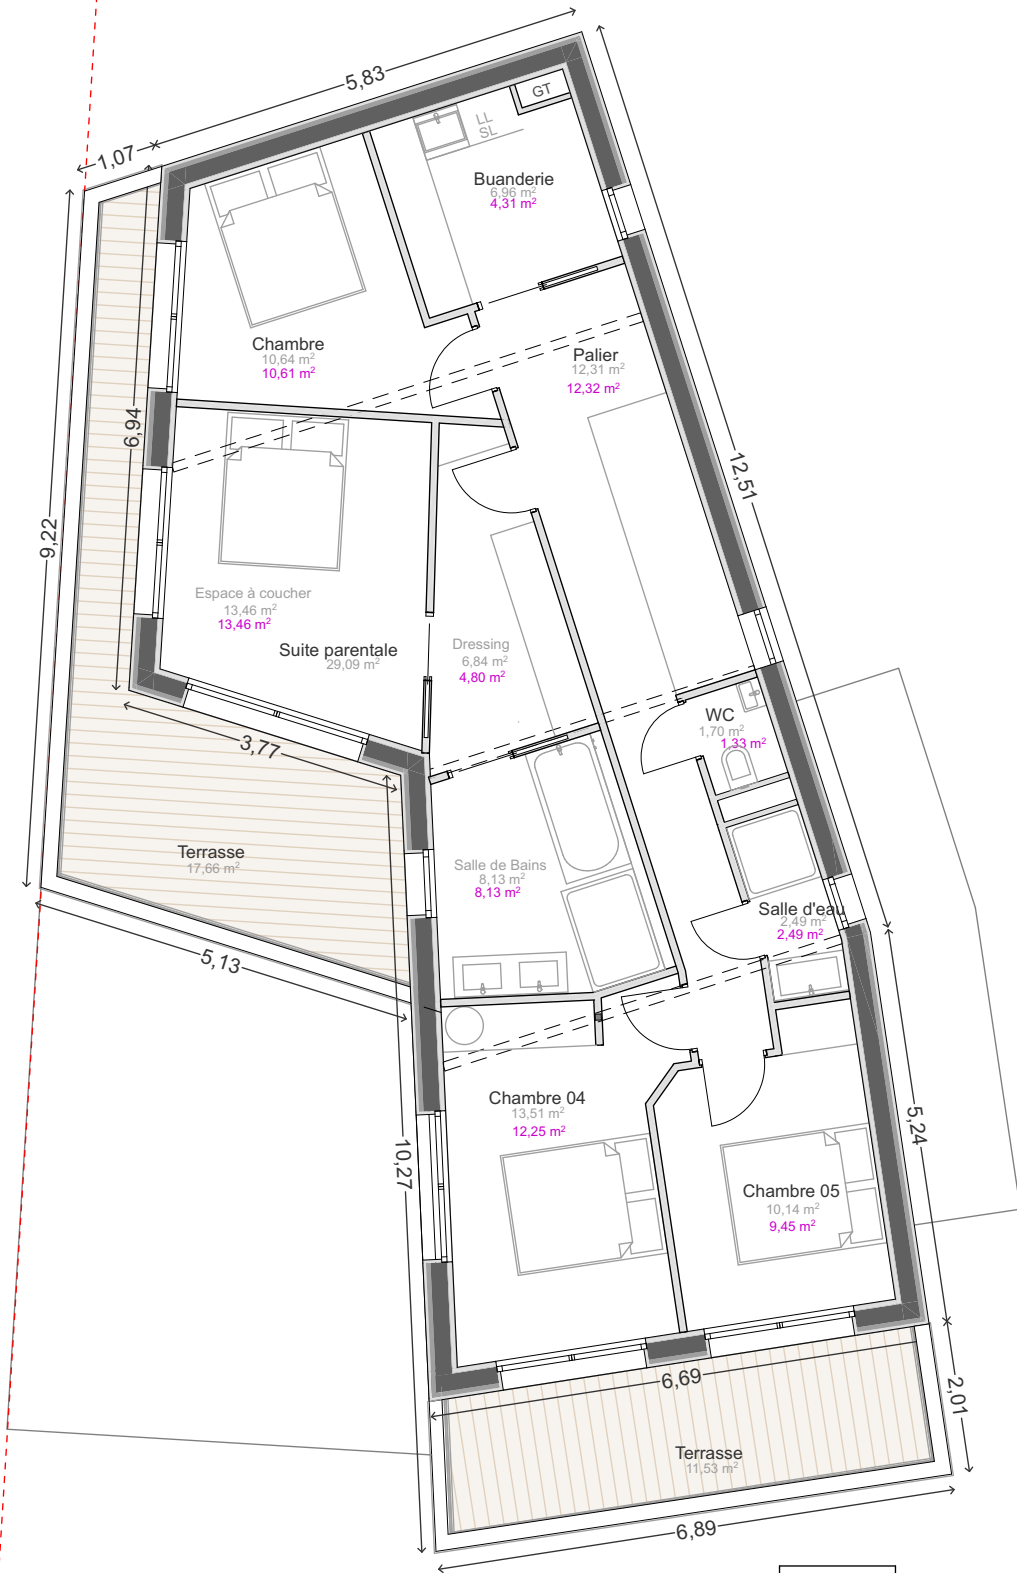 5,83
GT
1,07
LL
SL
Buanderie
6,96 m²
4,31 m²
Chambre
10,64 m²
10,61 m²
Palier
12,31 m²
12,32 m²
6,94
12,51
9,22
Espace à coucher
13,46 m²
13,46 m²
Suite parentale
29,09 m²
Dressing
6,84 m²
4,80 m²
WC
1,70 m²
1,33 m²
3,77
Terrasse
17,66 m²
Salle de Bains
8,13 m²
8,13 m²
Salle d'eau
2,49 m²
2,49 m²
5,13
Chambre 04
13,51 m²
12,25 m²
5,24
10,27
Chambre 05
10,14 m²
9,45 m²
6,69
2,01
Terrasse
11,53 m²
6,89